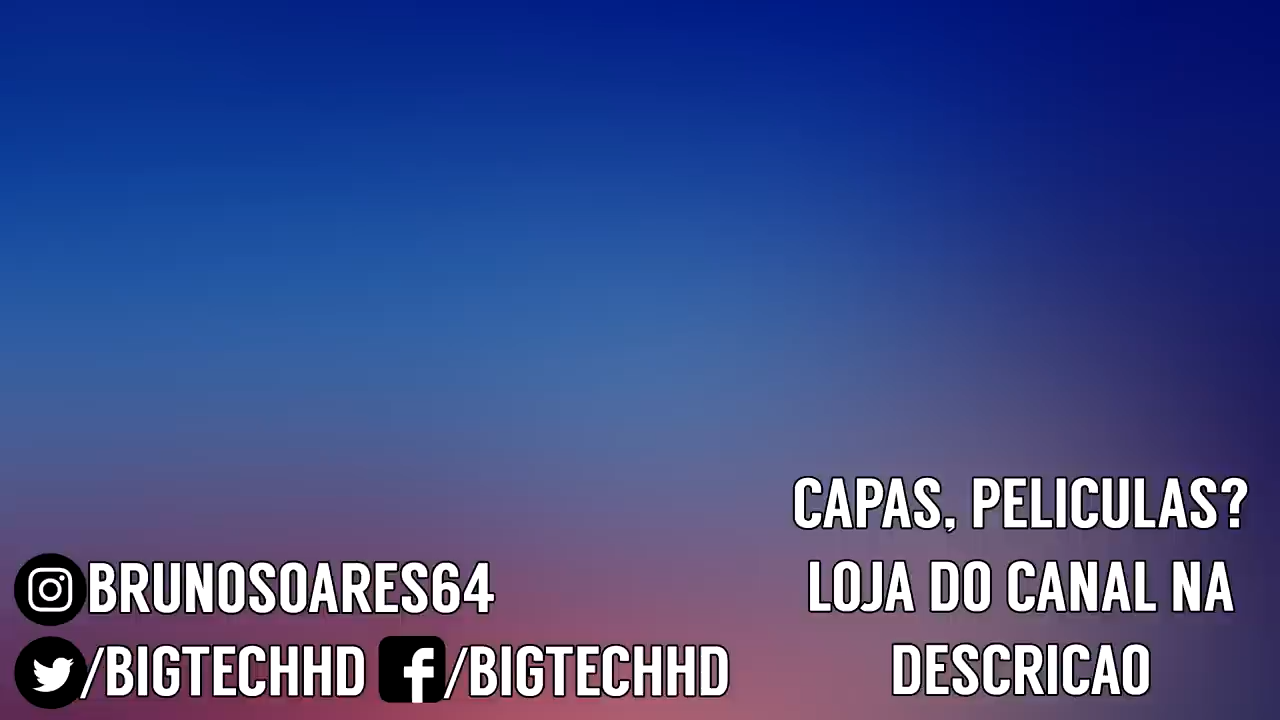 CAPAS, PELICULAS?
LOJA DO CANAL NA
DESCRICAO
BRUNOSOARES64
/BIGTECHHD /BIGTECHHD